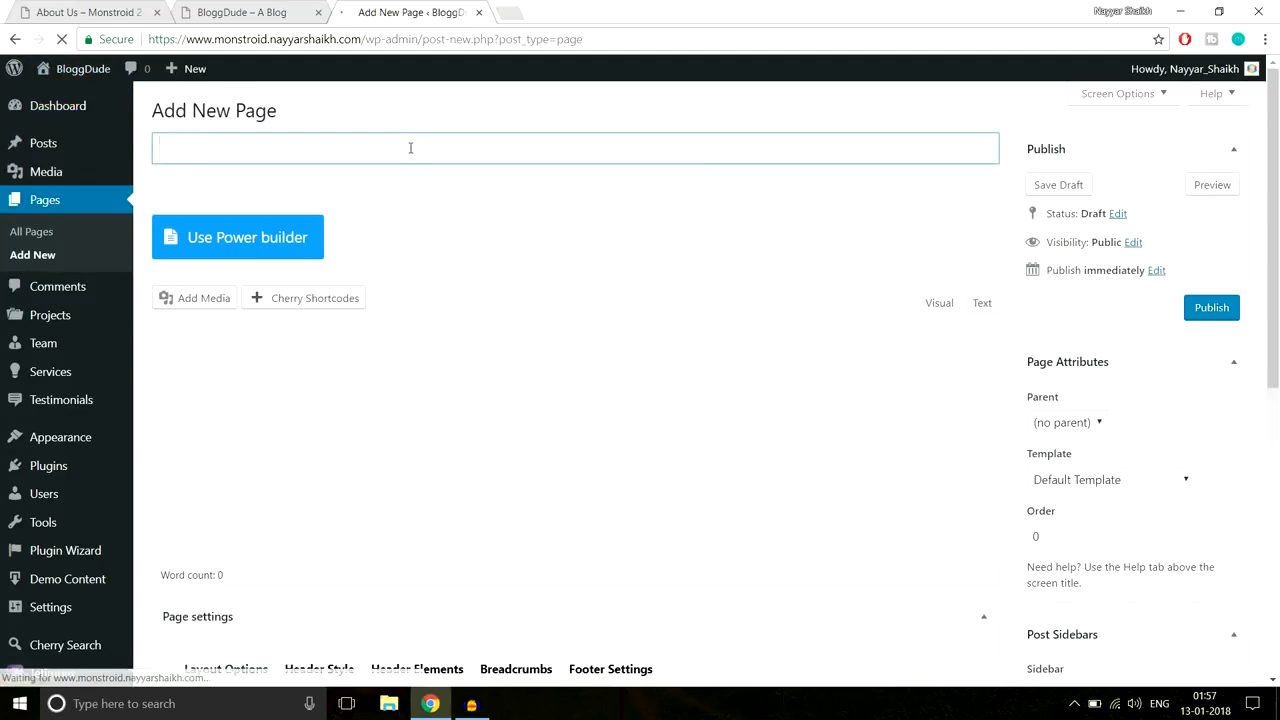 About Us – Monstroid 2
BloggDude – A Blog
Add New Page ‹ BloggD
Nayyar Shaikh
Secure
https://www.monstroid.nayyarshaikh.com/wp-admin/post-new.php?post_type=page
BloggDude
0
New
Howdy, Nayyar_Shaikh
Dashboard
Posts
Media
Pages
All Pages
Add New
Comments
Projects
Team
Services
Testimonials
Appearance
Plugins
Users
Tools
Plugin Wizard
Demo Content
Settings
Cherry Search
Waiting for www.monstroid.nayyarshaikh.com...
Add New Page
Screen Options
Help
Use Power builder
Add Media
Cherry Shortcodes
Visual
Text
Word count: 0
Page settings
Layout Options
Header Style
Header Elements
Breadcrumbs
Footer Settings
Publish
Save Draft
Preview
Status: Draft Edit
Visibility: Public Edit
Publish immediately Edit
Publish
Page Attributes
Parent
(no parent)
Template
Default Template
Order
0
Need help? Use the Help tab above the
screen title.
Post Sidebars
Sidebar
Type here to search
ENG
01:57
13-01-2018